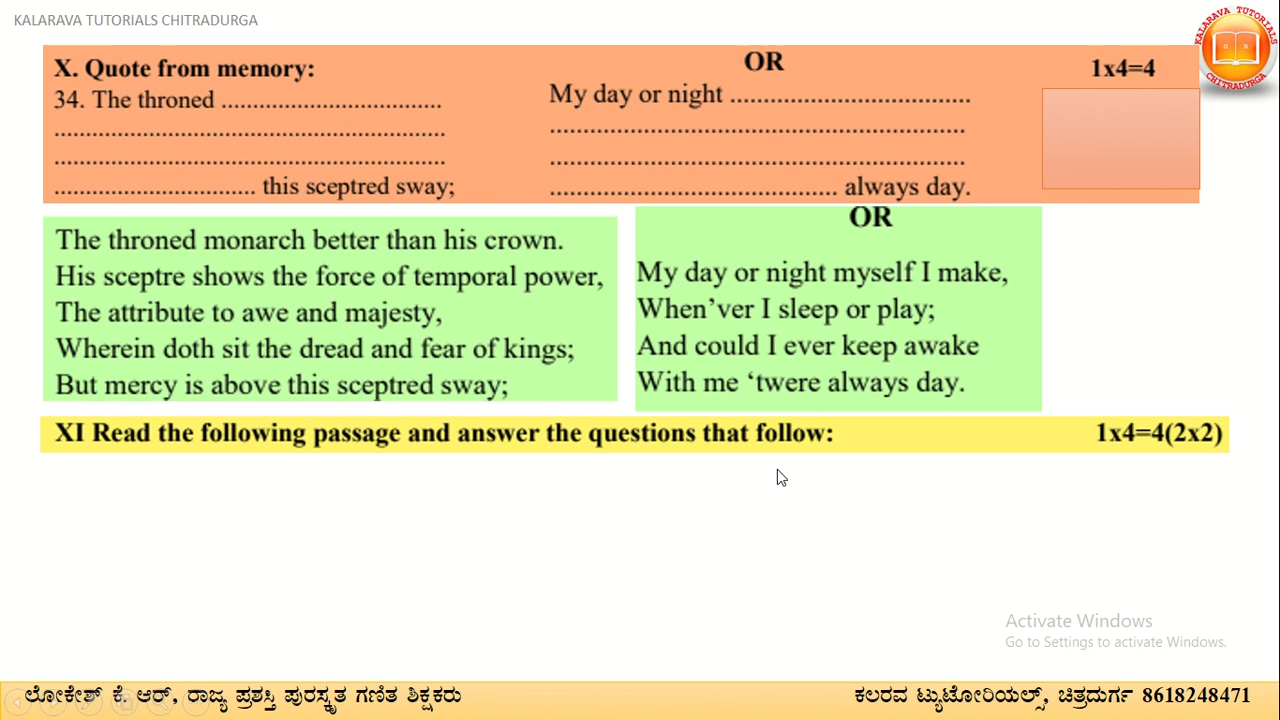 KALARAVA TUTORIALS CHITRADURGA
KALARAVA TUTORIALS
CHITRADURGA
X. Quote from memory:
OR
1x4=4
34. The throned ...................................
..............................................................
..............................................................
................................ this sceptred sway;
My day or night ......................................
..................................................................
..................................................................
............................................. always day.
The throned monarch better than his crown.
His sceptre shows the force of temporal power,
The attribute to awe and majesty,
Wherein doth sit the dread and fear of kings;
But mercy is above this sceptred sway;
OR
My day or night myself I make,
When’ver I sleep or play;
And could I ever keep awake
With me ‘twere always day.
XI Read the following passage and answer the questions that follow: 1x4=4(2x2)
Activate Windows
Go to Settings to activate Windows.
ಲೋಕೇಶ್ ಕೆ ಆರ್, ರಾಜ್ಯ ಪ್ರಶಸ್ತಿ ಪುರಸ್ಕೃತ ಗಣಿತ ಶಿಕ್ಷಕರು
ಕಲರವ ಟ್ಯುಟೋರಿಯಲ್ಸ್, ಚಿತ್ರದುರ್ಗ 8618248471